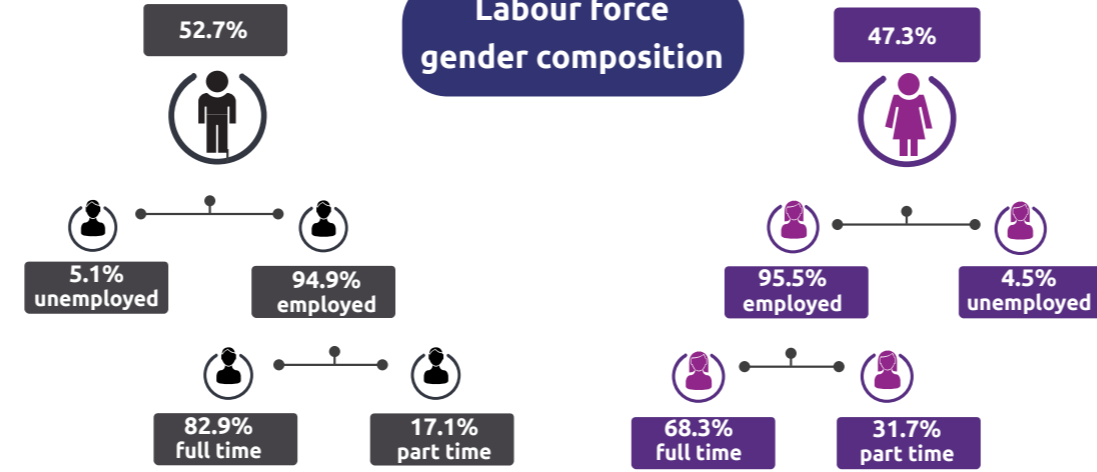 Labour force
gender composition
52.7%
47.3%
5.1%
unemployed
94.9%
employed
95.5%
employed
4.5%
unemployed
82.9%
full time
17.1%
part time
68.3%
full time
31.7%
part time